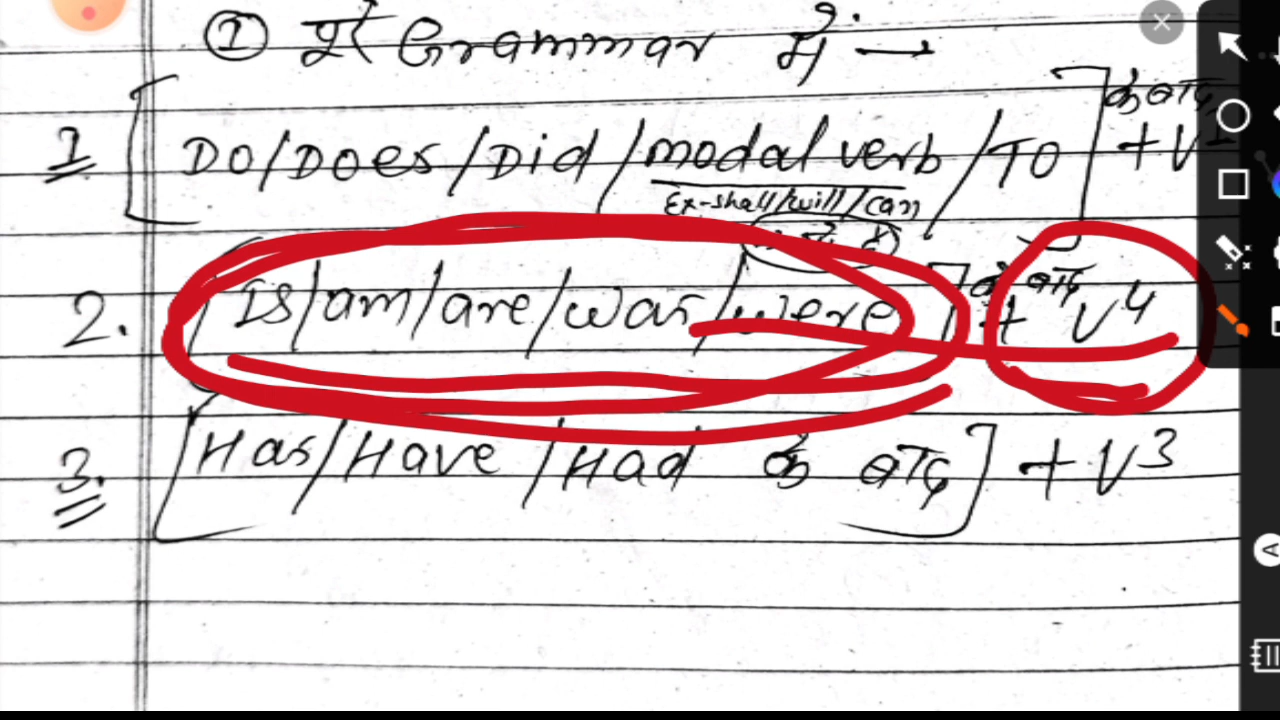 ① पूरे Grammar में →
1 [DO/DOes/Did/modal verb/TO] के बाद + V1
Ex-shall/will/can
2. [Is/am/are/was/were] के बाद + V4
3. [Has/Have/Had के बाद] + V3